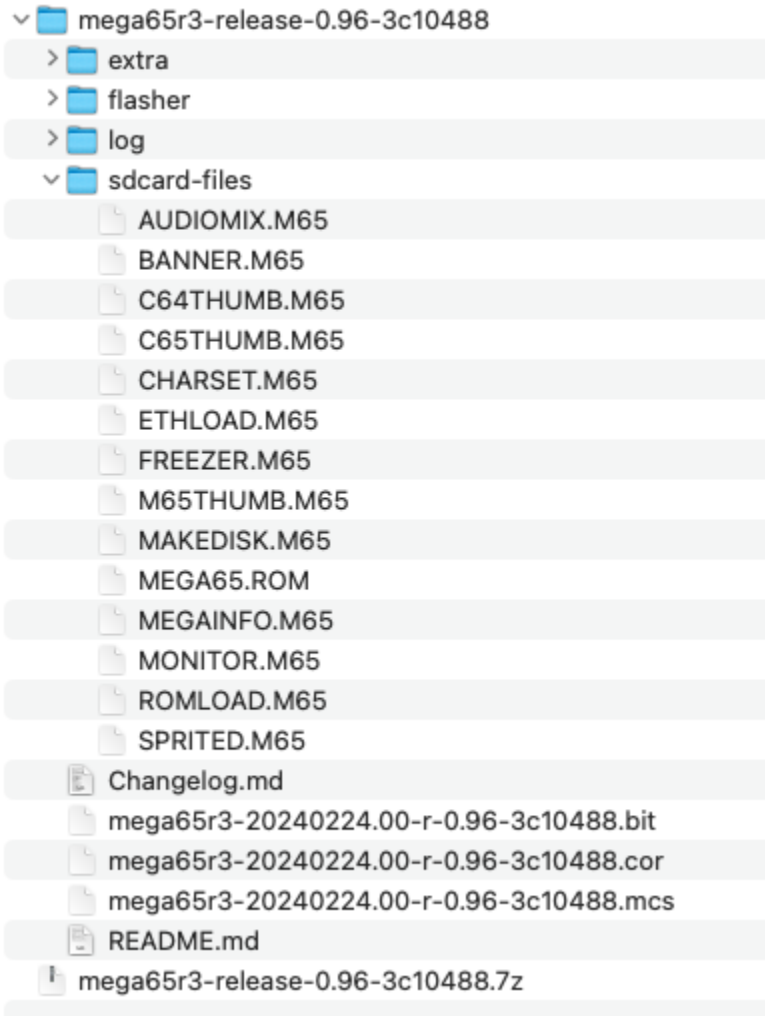 mega65r3-release-0.96-3c10488
extra
flasher
log
sdcard-files
AUDIOMIX.M65
BANNER.M65
C64THUMB.M65
C65THUMB.M65
CHARSET.M65
ETHLOAD.M65
FREEZER.M65
M65THUMB.M65
MAKEDISK.M65
MEGA65.ROM
MEGAINFO.M65
MONITOR.M65
ROMLOAD.M65
SPRITED.M65
Changelog.md
mega65r3-20240224.00-r-0.96-3c10488.bit
mega65r3-20240224.00-r-0.96-3c10488.cor
mega65r3-20240224.00-r-0.96-3c10488.mcs
README.md
mega65r3-release-0.96-3c10488.7z